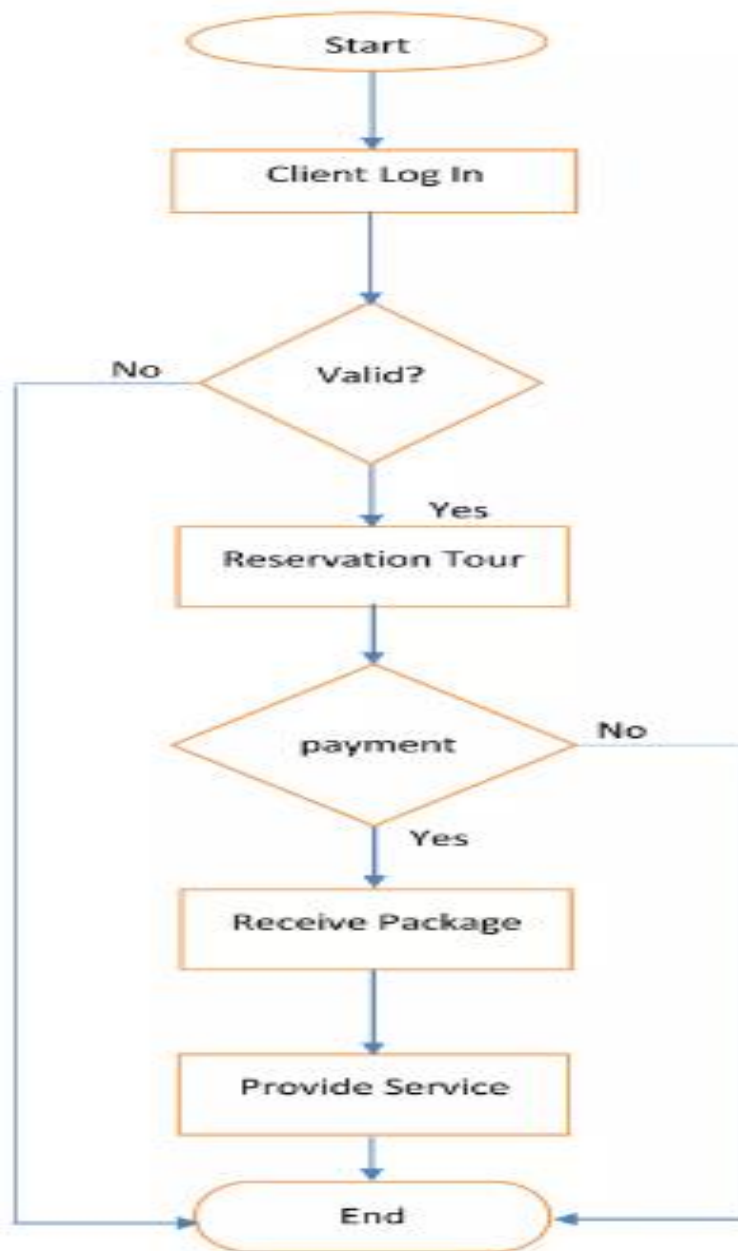 Start
Client Log In
Valid?
No
Yes
Reservation Tour
payment
No
Yes
Receive Package
Provide Service
End